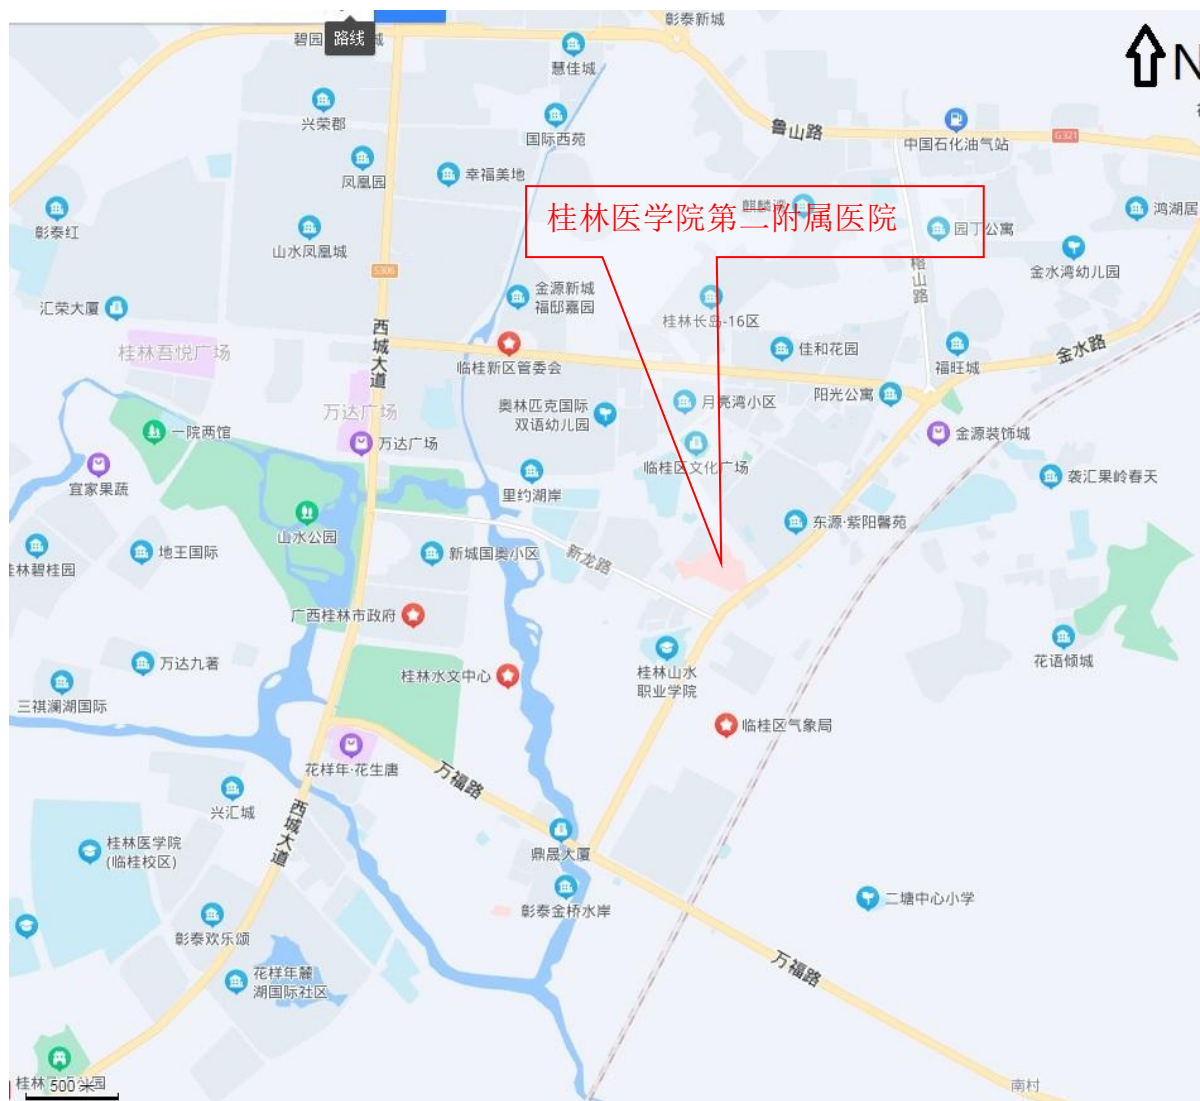 彰泰新城
碧园
城
路线
慧佳城
N
兴荣郡
国际西苑
鲁山路
中国石化油气站
G321
凤凰园
幸福美地
彰泰红
山水凤凰城
桂林医学院第二附属医院
麒麟湾
园丁公寓
鸿湖居
金水湾幼儿园
S306
榕山路
汇荣大厦
金源新城
福邸嘉园
桂林长岛-16区
西城大道
桂林吾悦广场
临桂新区管委会
佳和花园
福旺城
金水路
万达广场
奥林匹克国际
双语幼儿园
月亮湾小区
阳光公寓
一院两馆
万达广场
金源装饰城
临桂区文化广场
宜家果蔬
里约湖岸
袭汇果岭春天
山水公园
东源·紫阳馨苑
地王国际
新城国奥小区
新龙路
桂林碧桂园
广西桂林市政府
万达九著
桂林水文中心
桂林山水
职业学院
花语倾城
三祺澜湖国际
临桂区气象局
花样年·花生唐
万福路
兴汇城
西城大道
桂林医学院
(临桂校区)
鼎晟大厦
彰泰金桥水岸
二塘中心小学
彰泰欢乐颂
花样年麓
湖国际社区
万福路
桂林
公园
500 米
南村